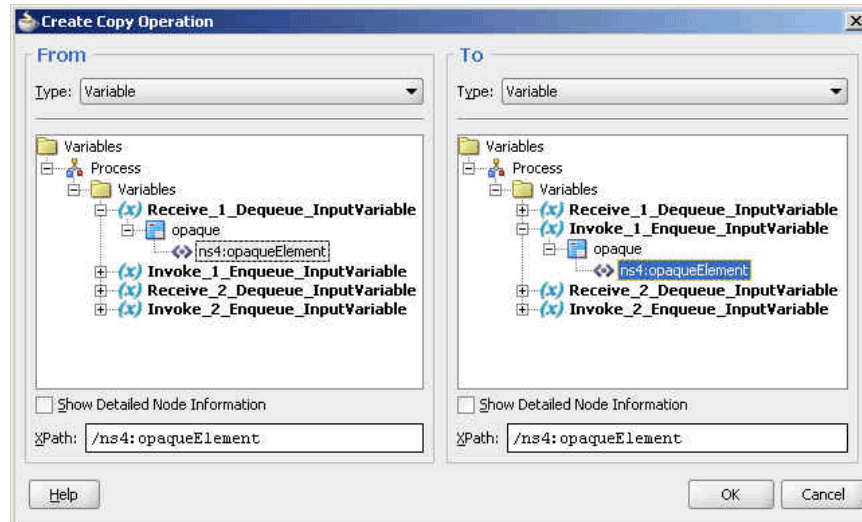 Create Copy Operation
From
Type: Variable
Variables
Process
Variables
(x) Receive_1_Dequeue_InputVariable
opaque
<> ns4:opaqueElement
(x) Invoke_1_Enqueue_InputVariable
(x) Receive_2_Dequeue_InputVariable
(x) Invoke_2_Enqueue_InputVariable
Show Detailed Node Information
XPath: /ns4:opaqueElement
To
Type: Variable
Variables
Process
Variables
(x) Receive_1_Dequeue_InputVariable
(x) Invoke_1_Enqueue_InputVariable
opaque
<> ns4:opaqueElement
(x) Receive_2_Dequeue_InputVariable
(x) Invoke_2_Enqueue_InputVariable
Show Detailed Node Information
XPath: /ns4:opaqueElement
Help
OK
Cancel